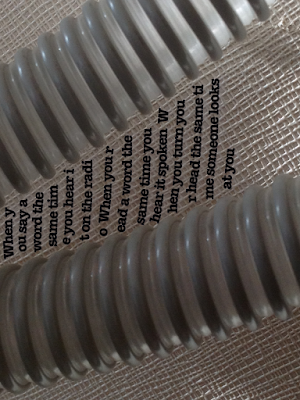 When y
ou say a
word the
same tim
e you hear i
t on the radi
o When you r
ead a word the
same time you
hear it spoken W
hen you turn you
r head the same ti
me someone looks
at you